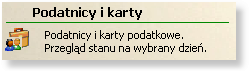 Podatnicy i karty
Podatnicy i karty podatkowe.
Przegląd stanu na wybrany dzień.